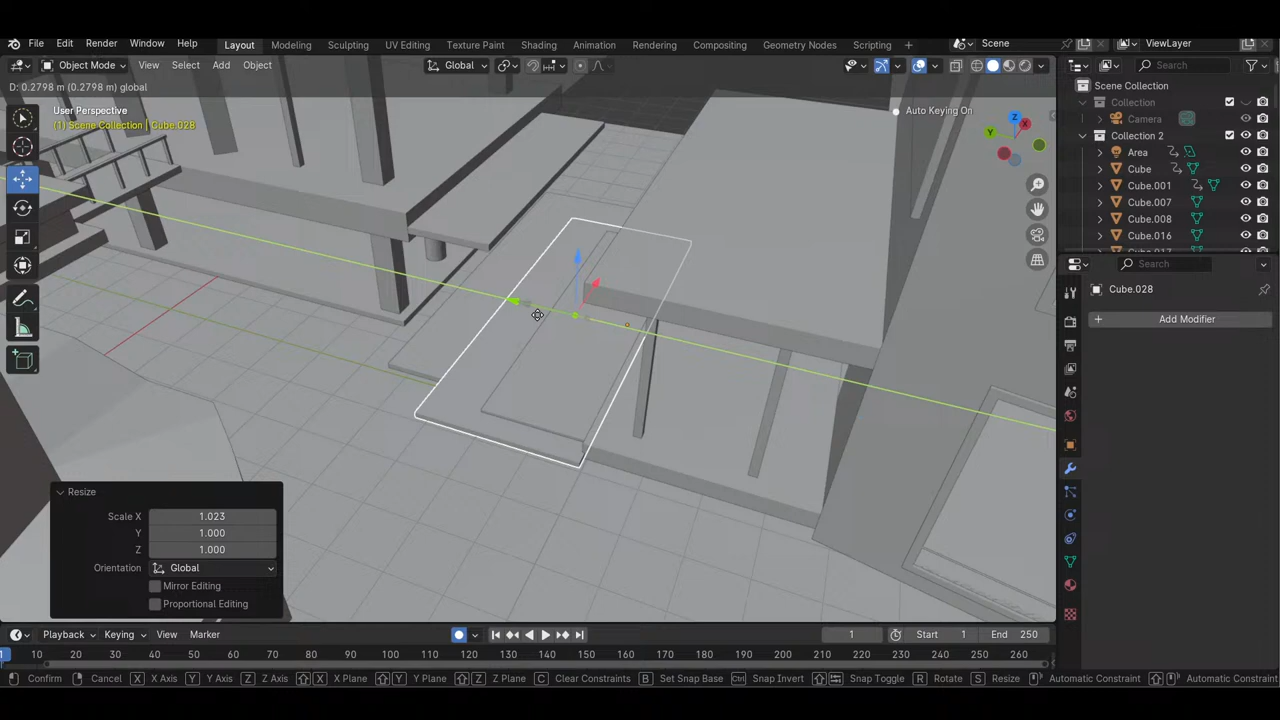 File Edit Render Window Help Layout Modeling Sculpting UV Editing Texture Paint Shading Animation Rendering Compositing Geometry Nodes Scripting + Scene ViewLayer
Object Mode View Select Add Object Global Search
D: 0.2798 m (0.2798 m) global
User Perspective
(1) Scene Collection | Cube.028
Auto Keying On
Z
X
Y
Scene Collection
Collection
Camera
Collection 2
Area
Cube
Cube.001
Cube.007
Cube.008
Cube.016
Search
Cube.028
+ Add Modifier
Resize
Scale X 1.023
Y 1.000
Z 1.000
Orientation Global
Mirror Editing
Proportional Editing
Playback Keying View Marker 1 Start 1 End 250
1 10 20 30 40 50 60 70 80 90 100 110 120 130 140 150 160 170 180 190 200 210 220 230 240 250 260
Confirm Cancel X X Axis Y Y Axis Z Z Axis X X Plane Y Y Plane Z Z Plane C Clear Constraints B Set Snap Base Ctrl Snap Invert Snap Toggle R Rotate S Resize Automatic Constraint Automatic Constraint